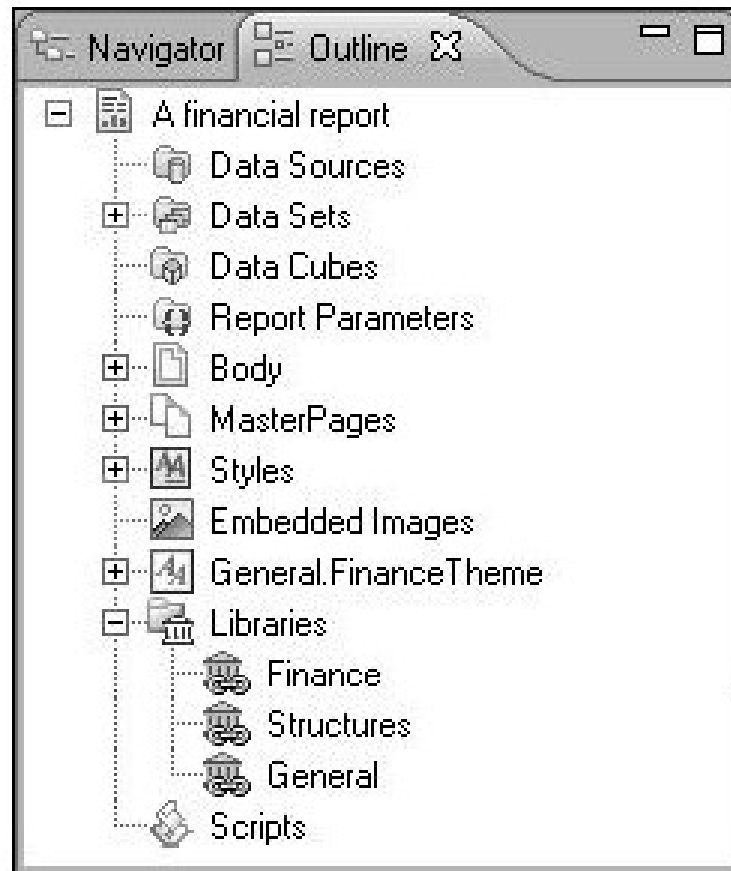 Navigator Outline
A financial report
Data Sources
Data Sets
Data Cubes
Report Parameters
Body
MasterPages
Styles
Embedded Images
General.FinanceTheme
Libraries
Finance
Structures
General
Scripts